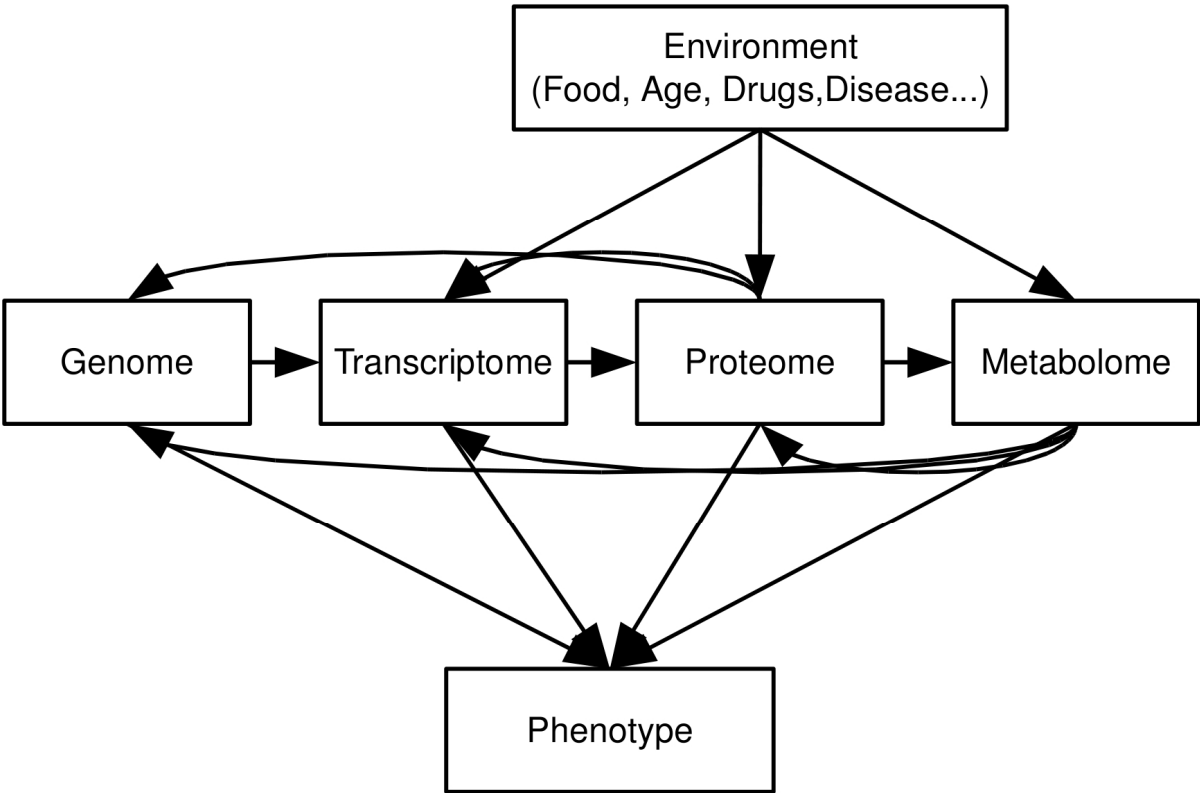 Environment
(Food, Age, Drugs,Disease...)
Genome
Transcriptome
Proteome
Metabolome
Phenotype